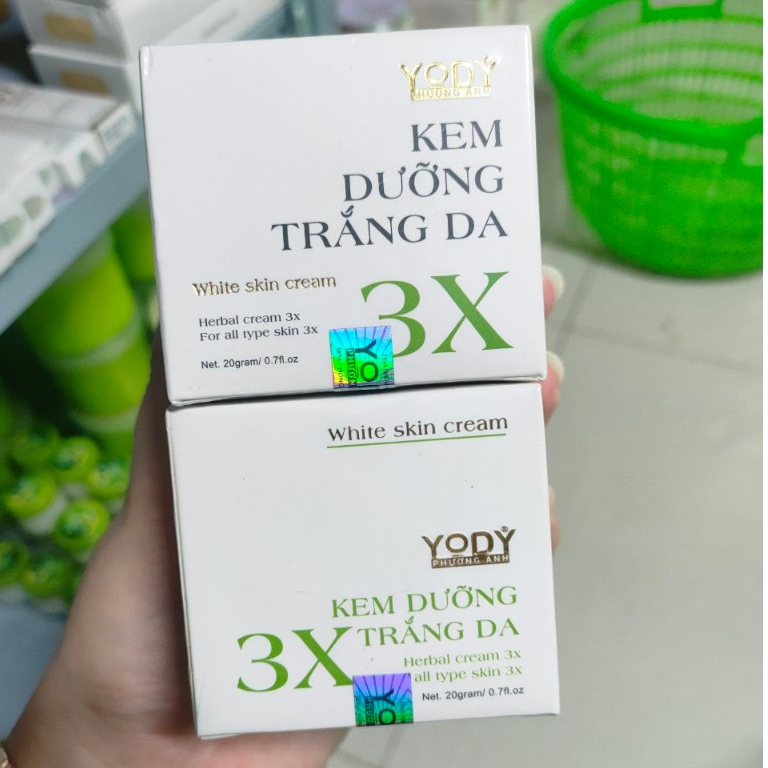 YODY
PHƯƠNG ANH
KEM
DƯỠNG
TRẮNG DA
White skin cream
3X
Herbal cream 3x
For all type skin 3x
Net. 20gram/ 0.7fl.oz
White skin cream
YODY®
PHƯƠNG ANH
KEM DƯỠNG
3X TRẮNG DA
Herbal cream 3x
all type skin 3x
Net. 20gram/ 0.7fl.oz